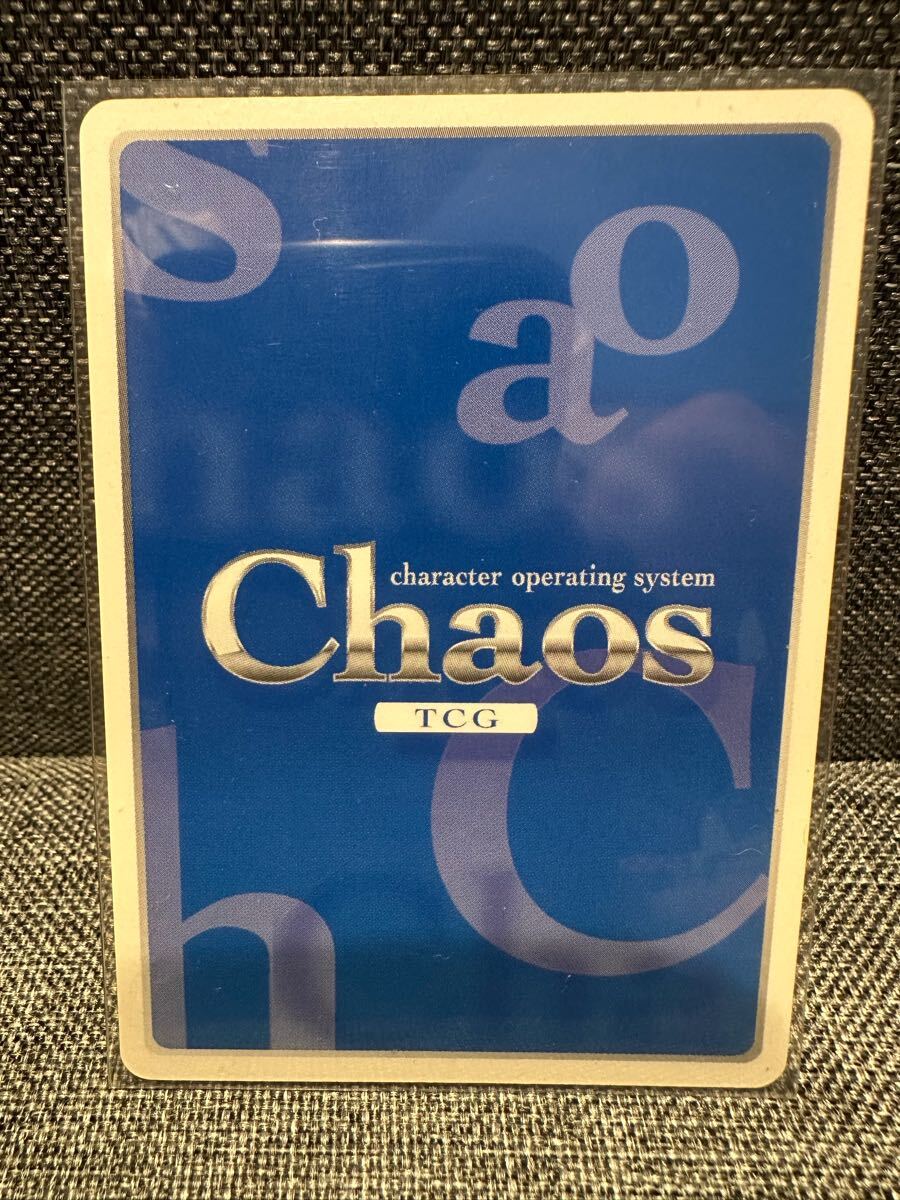 s
o
a
character operating system
Chaos
TCG
C
h